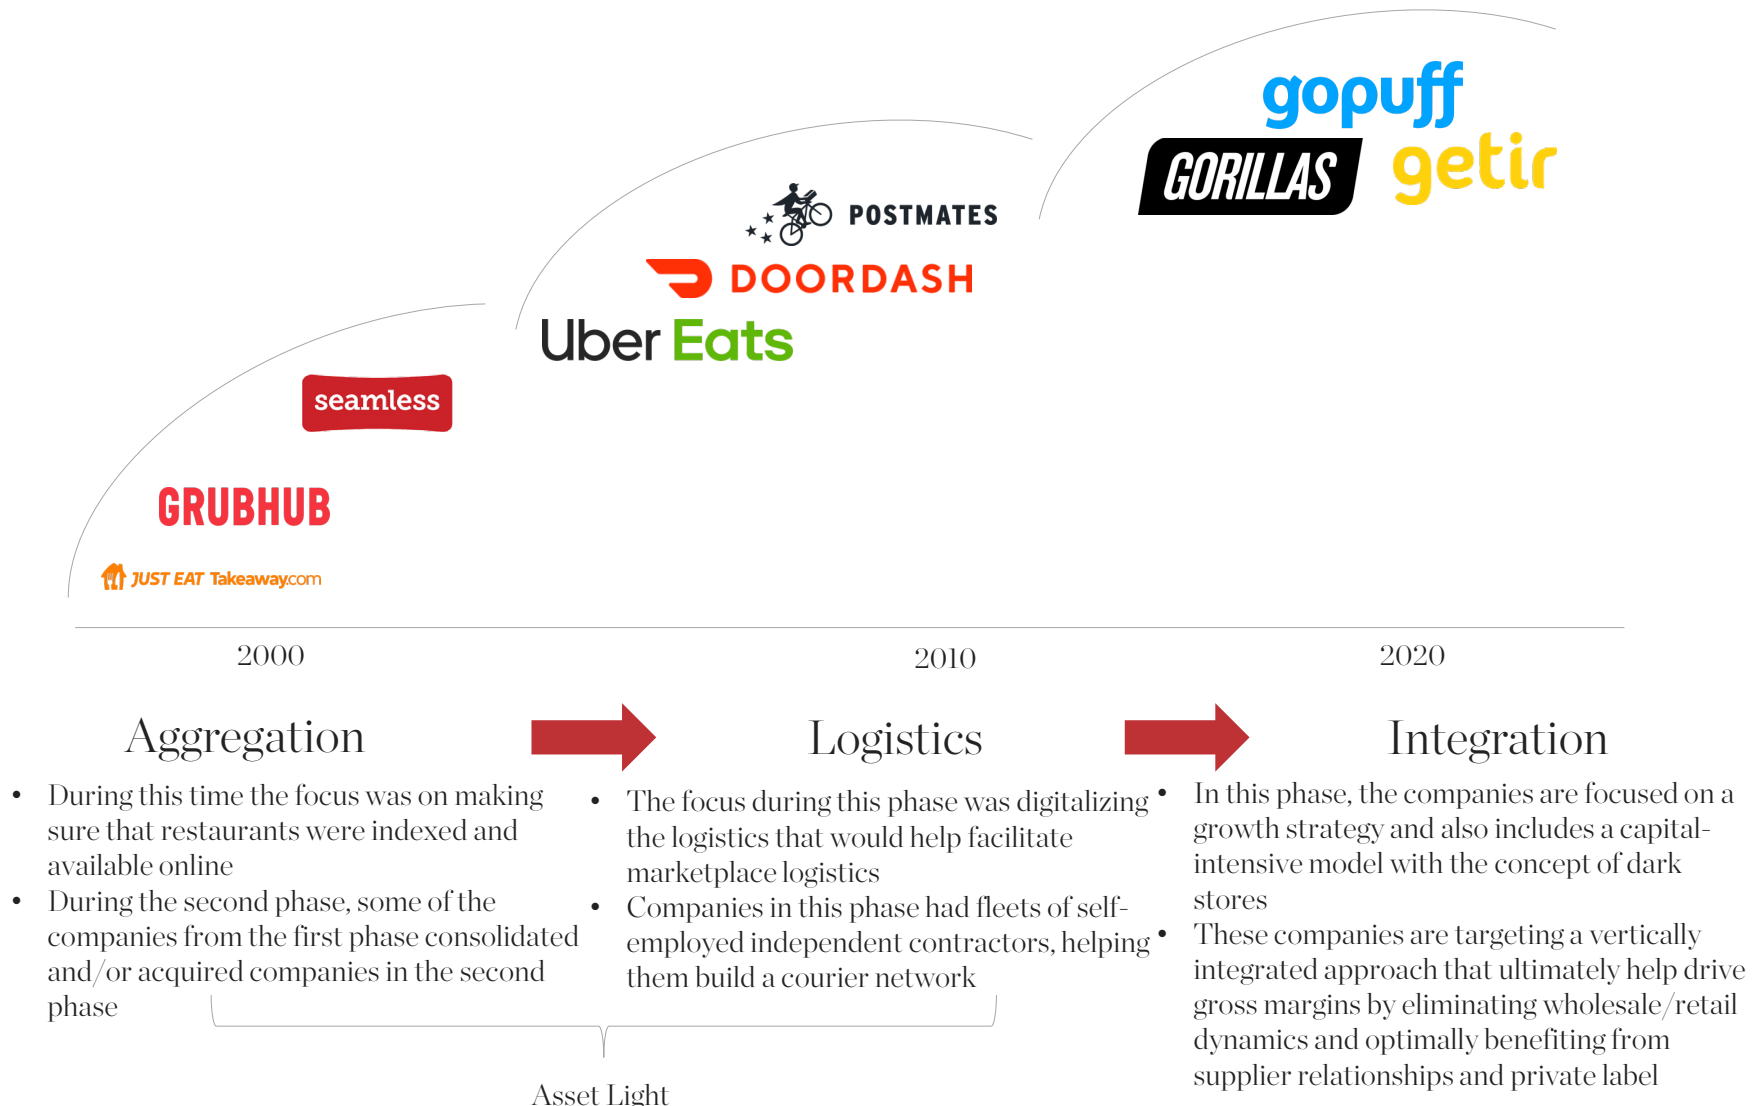 gopuff
GORILLAS
getir
POSTMATES
DOORDASH
Uber Eats
seamless
GRUBHUB
JUST EAT Takeaway.com
2000
2010
2020
Aggregation
• During this time the focus was on making
sure that restaurants were indexed and
available online
• During the second phase, some of the
companies from the first phase consolidated
and/or acquired companies in the second
phase
Logistics
• The focus during this phase was digitalizing
the logistics that would help facilitate
marketplace logistics
• Companies in this phase had fleets of self-
employed independent contractors, helping
them build a courier network
Asset Light
Integration
• In this phase, the companies are focused on a
growth strategy and also includes a capital-
intensive model with the concept of dark
stores
• These companies are targeting a vertically
integrated approach that ultimately help drive
gross margins by eliminating wholesale/retail
dynamics and optimally benefiting from
supplier relationships and private label